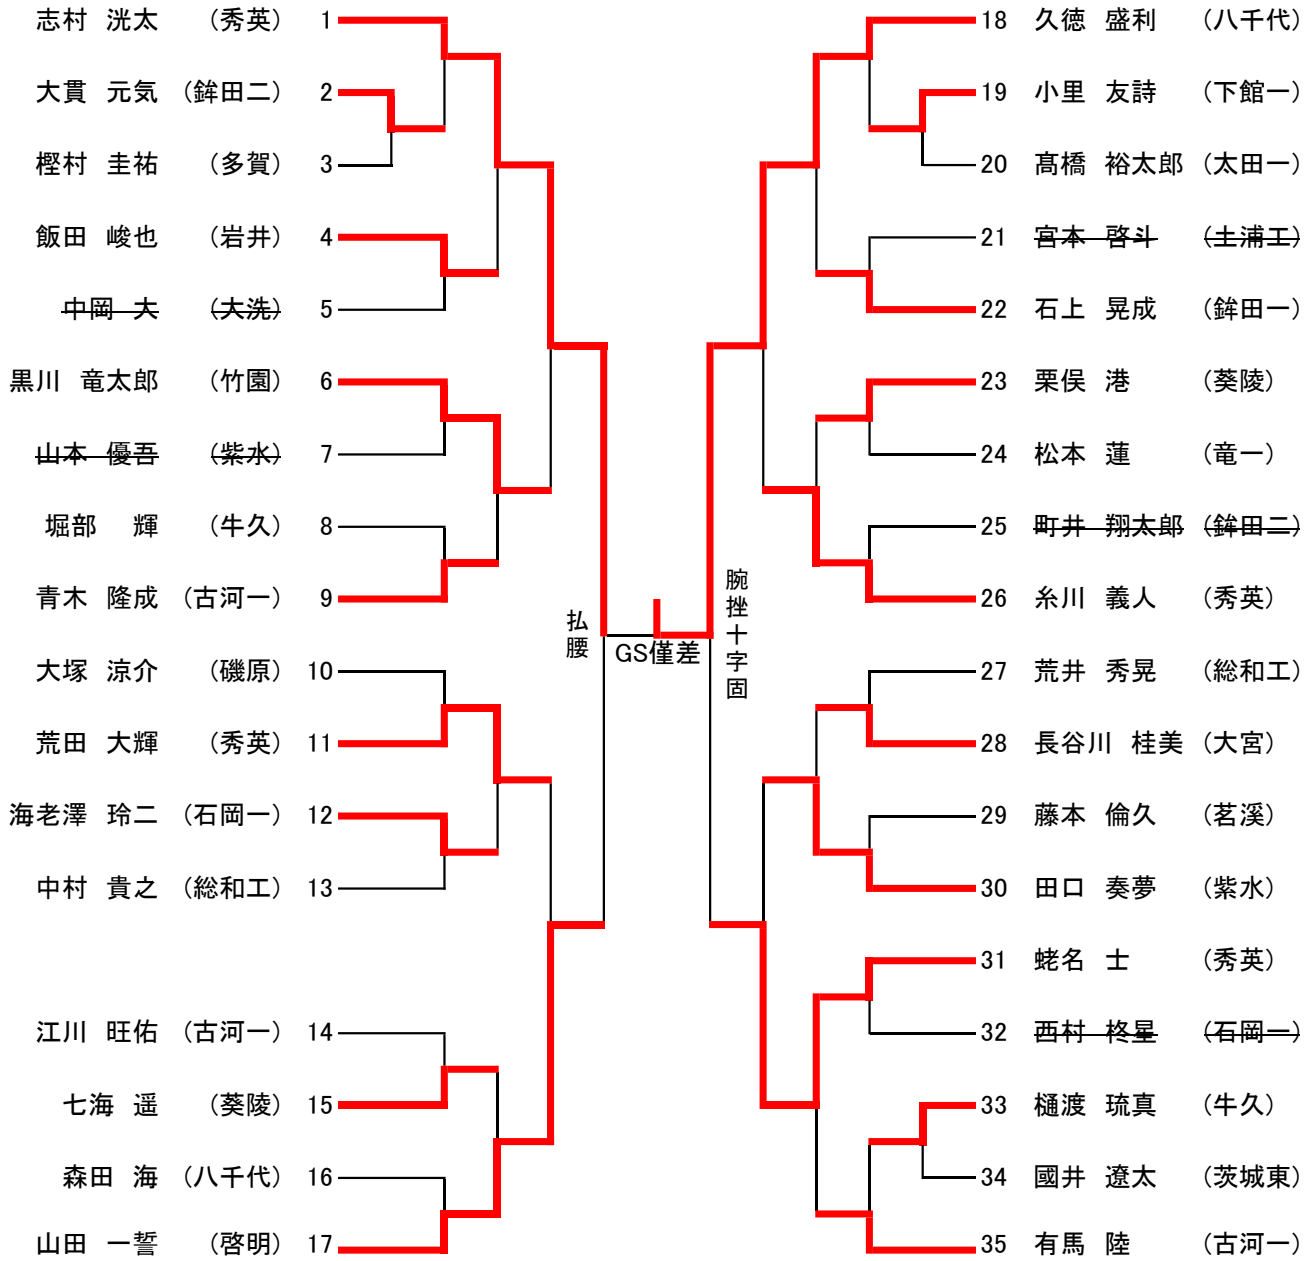 志村 洸太 (秀英) 1
大貫 元気 (鉾田二) 2
樫村 圭祐 (多賀) 3
飯田 峻也 (岩井) 4
中岡 大 (大洗) 5
黒川 竜太郎 (竹園) 6
山本 優吾 (紫水) 7
堀部 輝 (牛久) 8
青木 隆成 (古河一) 9
大塚 涼介 (磯原) 10
荒田 大輝 (秀英) 11
海老澤 玲二 (石岡一) 12
中村 貴之 (総和工) 13
江川 旺佑 (古河一) 14
七海 遥 (葵陵) 15
森田 海 (八千代) 16
山田 一誓 (啓明) 17
払腰
GS僅差
腕挫十字固
18 久徳 盛利 (八千代)
19 小里 友詩 (下館一)
20 髙橋 裕太郎 (太田一)
21 宮本 啓斗 (土浦工)
22 石上 晃成 (鉾田一)
23 栗俣 港 (葵陵)
24 松本 蓮 (竜一)
25 町井 翔太郎 (鉾田二)
26 糸川 義人 (秀英)
27 荒井 秀晃 (総和工)
28 長谷川 桂美 (大宮)
29 藤本 倫久 (茗溪)
30 田口 奏夢 (紫水)
31 蛯名 士 (秀英)
32 西村 柊星 (石岡一)
33 樋渡 琉真 (牛久)
34 國井 遼太 (茨城東)
35 有馬 陸 (古河一)